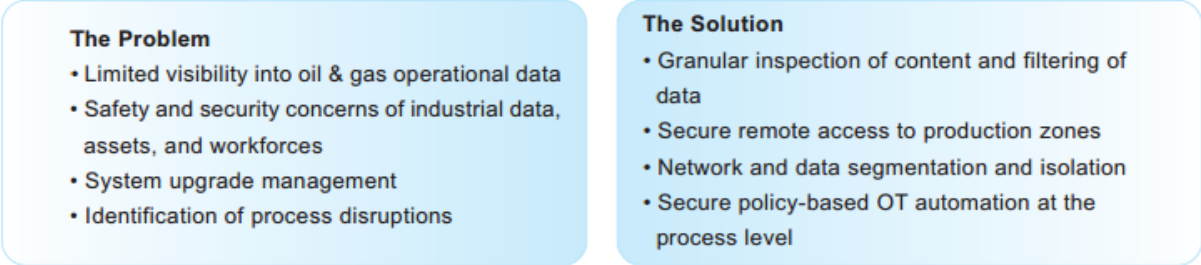 The Problem
• Limited visibility into oil & gas operational data
• Safety and security concerns of industrial data,
assets, and workforces
• System upgrade management
• Identification of process disruptions
The Solution
• Granular inspection of content and filtering of
data
• Secure remote access to production zones
• Network and data segmentation and isolation
• Secure policy-based OT automation at the
process level